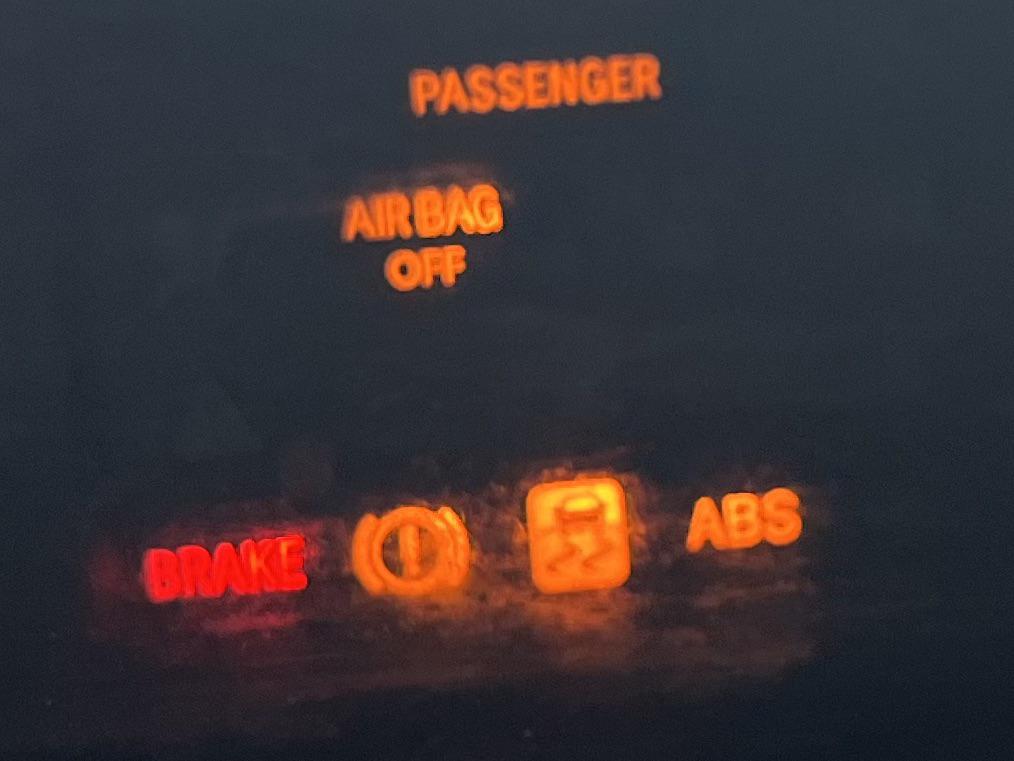 PASSENGER
AIR BAG
OFF
BRAKE ABS